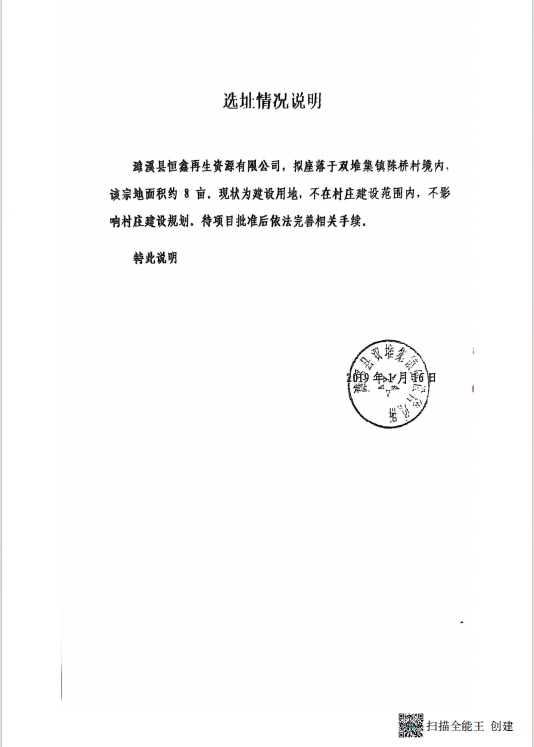 选址情况说明
濉溪县恒鑫再生资源有限公司，拟座落于双堆集镇陈桥村境内、
该宗地面积约 8 亩。现状为建设用地，不在村庄建设范围内，不影
响村庄建设规划。待项目批准后依法完善相关手续。
特此说明
2019 年 1 月 16 日
扫描全能王 创建